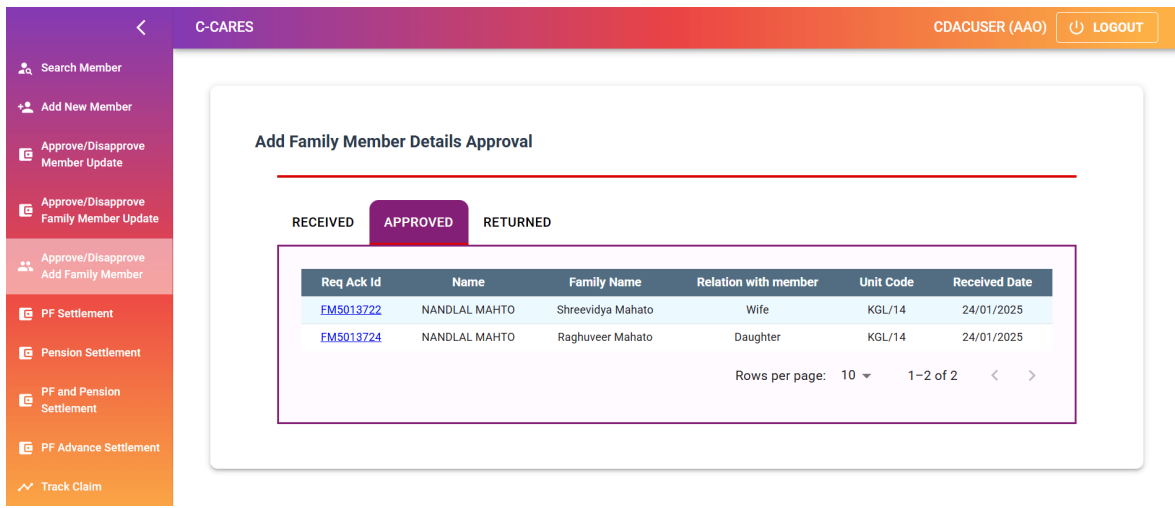 C-CARES
CDACUSER (AAO)
LOGOUT
Search Member
Add New Member
Approve/Disapprove
Member Update
Approve/Disapprove
Family Member Update
Approve/Disapprove
Add Family Member
PF Settlement
Pension Settlement
PF and Pension
Settlement
PF Advance Settlement
Track Claim
Add Family Member Details Approval
RECEIVED APPROVED RETURNED
Req Ack Id Name Family Name Relation with member Unit Code Received Date
FM5013722 NANDLAL MAHTO Shreevidya Mahato Wife KGL/14 24/01/2025
FM5013724 NANDLAL MAHTO Raghuveer Mahato Daughter KGL/14 24/01/2025
Rows per page: 10 1–2 of 2